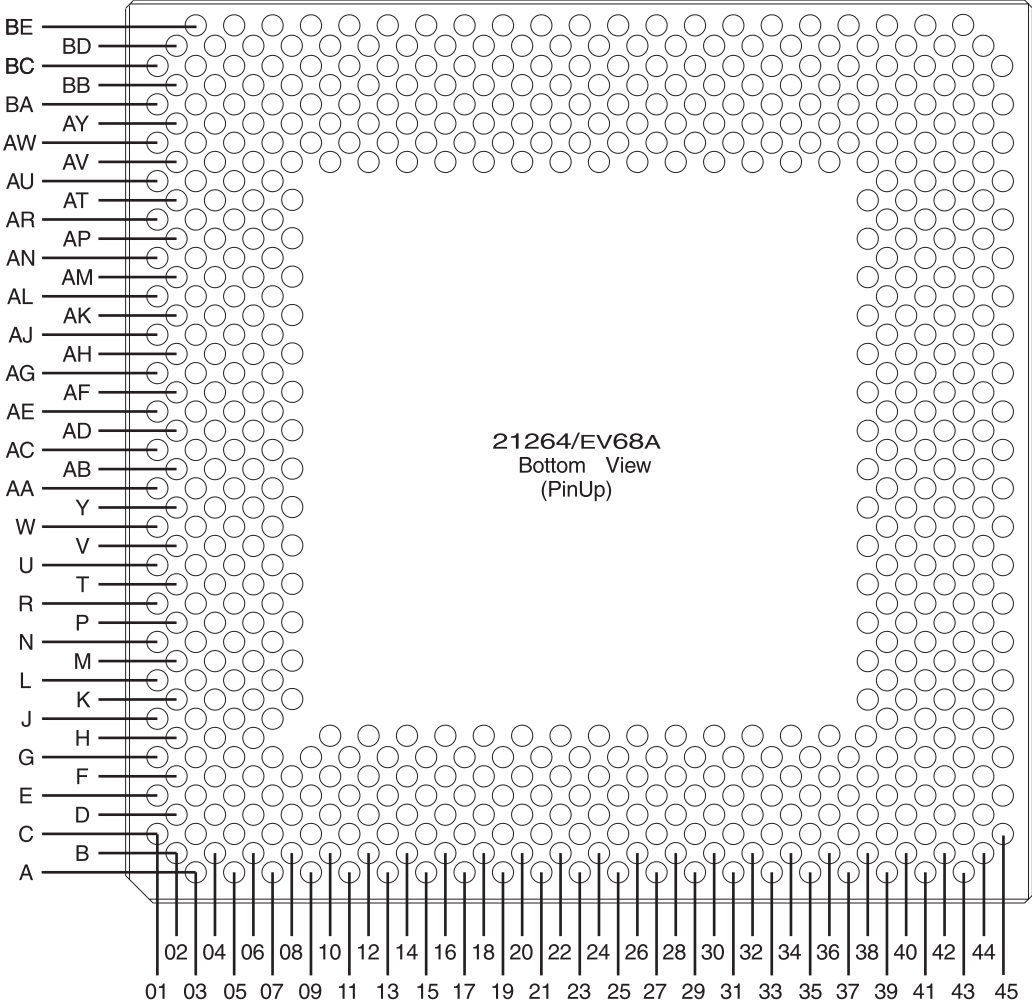 BE
BD
BC
BB
BA
AY
AW
AV
AU
AT
AR
AP
AN
AM
AL
AK
AJ
AH
AG
AF
AE
AD
AC
AB
AA
Y
W
V
U
T
R
P
N
M
L
K
J
H
G
F
E
D
C
B
A
21264/EV68A
Bottom View
(PinUp)
02 04 06 08 10 12 14 16 18 20 22 24 26 28 30 32 34 36 38 40 42 44
01 03 05 07 09 11 13 15 17 19 21 23 25 27 29 31 33 35 37 39 41 43 45